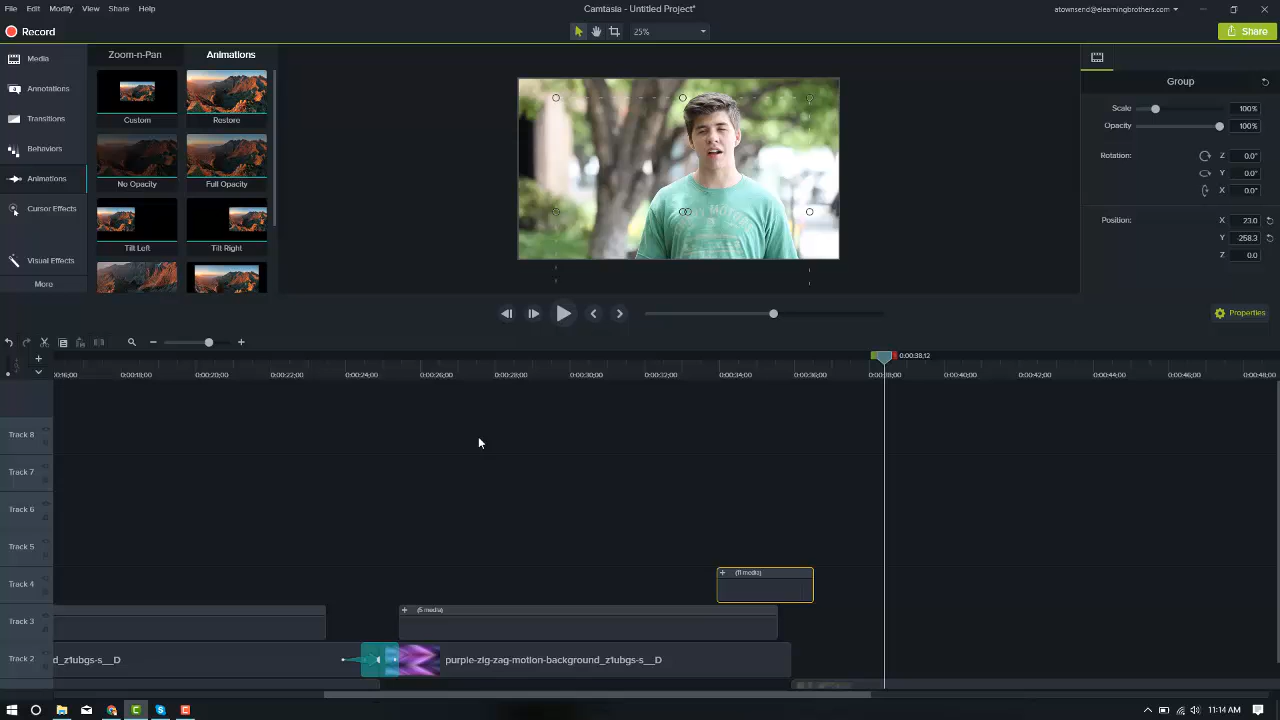 File Edit Modify View Share Help
Camtasia - Untitled Project*
atownsend@elearningbrothers.com
Record
25%
Share
Media
Annotations
Transitions
Behaviors
Animations
Cursor Effects
Visual Effects
More
Zoom-n-Pan
Animations
Custom
Restore
No Opacity
Full Opacity
Tilt Left
Tilt Right
Group
Scale 100%
Opacity 100%
Rotation: Z 0.0°
Y 0.0°
X 0.0°
Position: X 23.0
Y 258.3
Z 0.0
Properties
0:00:38;12
0:00:18;00 0:00:20;00 0:00:22;00 0:00:24;00 0:00:26;00 0:00:28;00 0:00:30;00 0:00:32;00 0:00:34;00 0:00:36;00 0:00:38;00 0:00:40;00 0:00:42;00 0:00:44;00 0:00:46;00 0:00:48;00
Track 8
Track 7
Track 6
Track 5
Track 4
(11 media)
Track 3
(5 media)
Track 2
d_z1ubgs-s__D
purple-zig-zag-motion-background_z1ubgs-s__D
11:14 AM